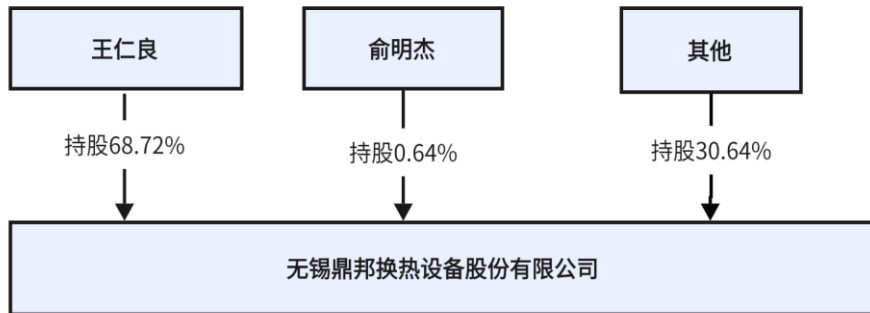 王仁良
俞明杰
其他
持股68.72%
持股0.64%
持股30.64%
无锡鼎邦换热设备股份有限公司